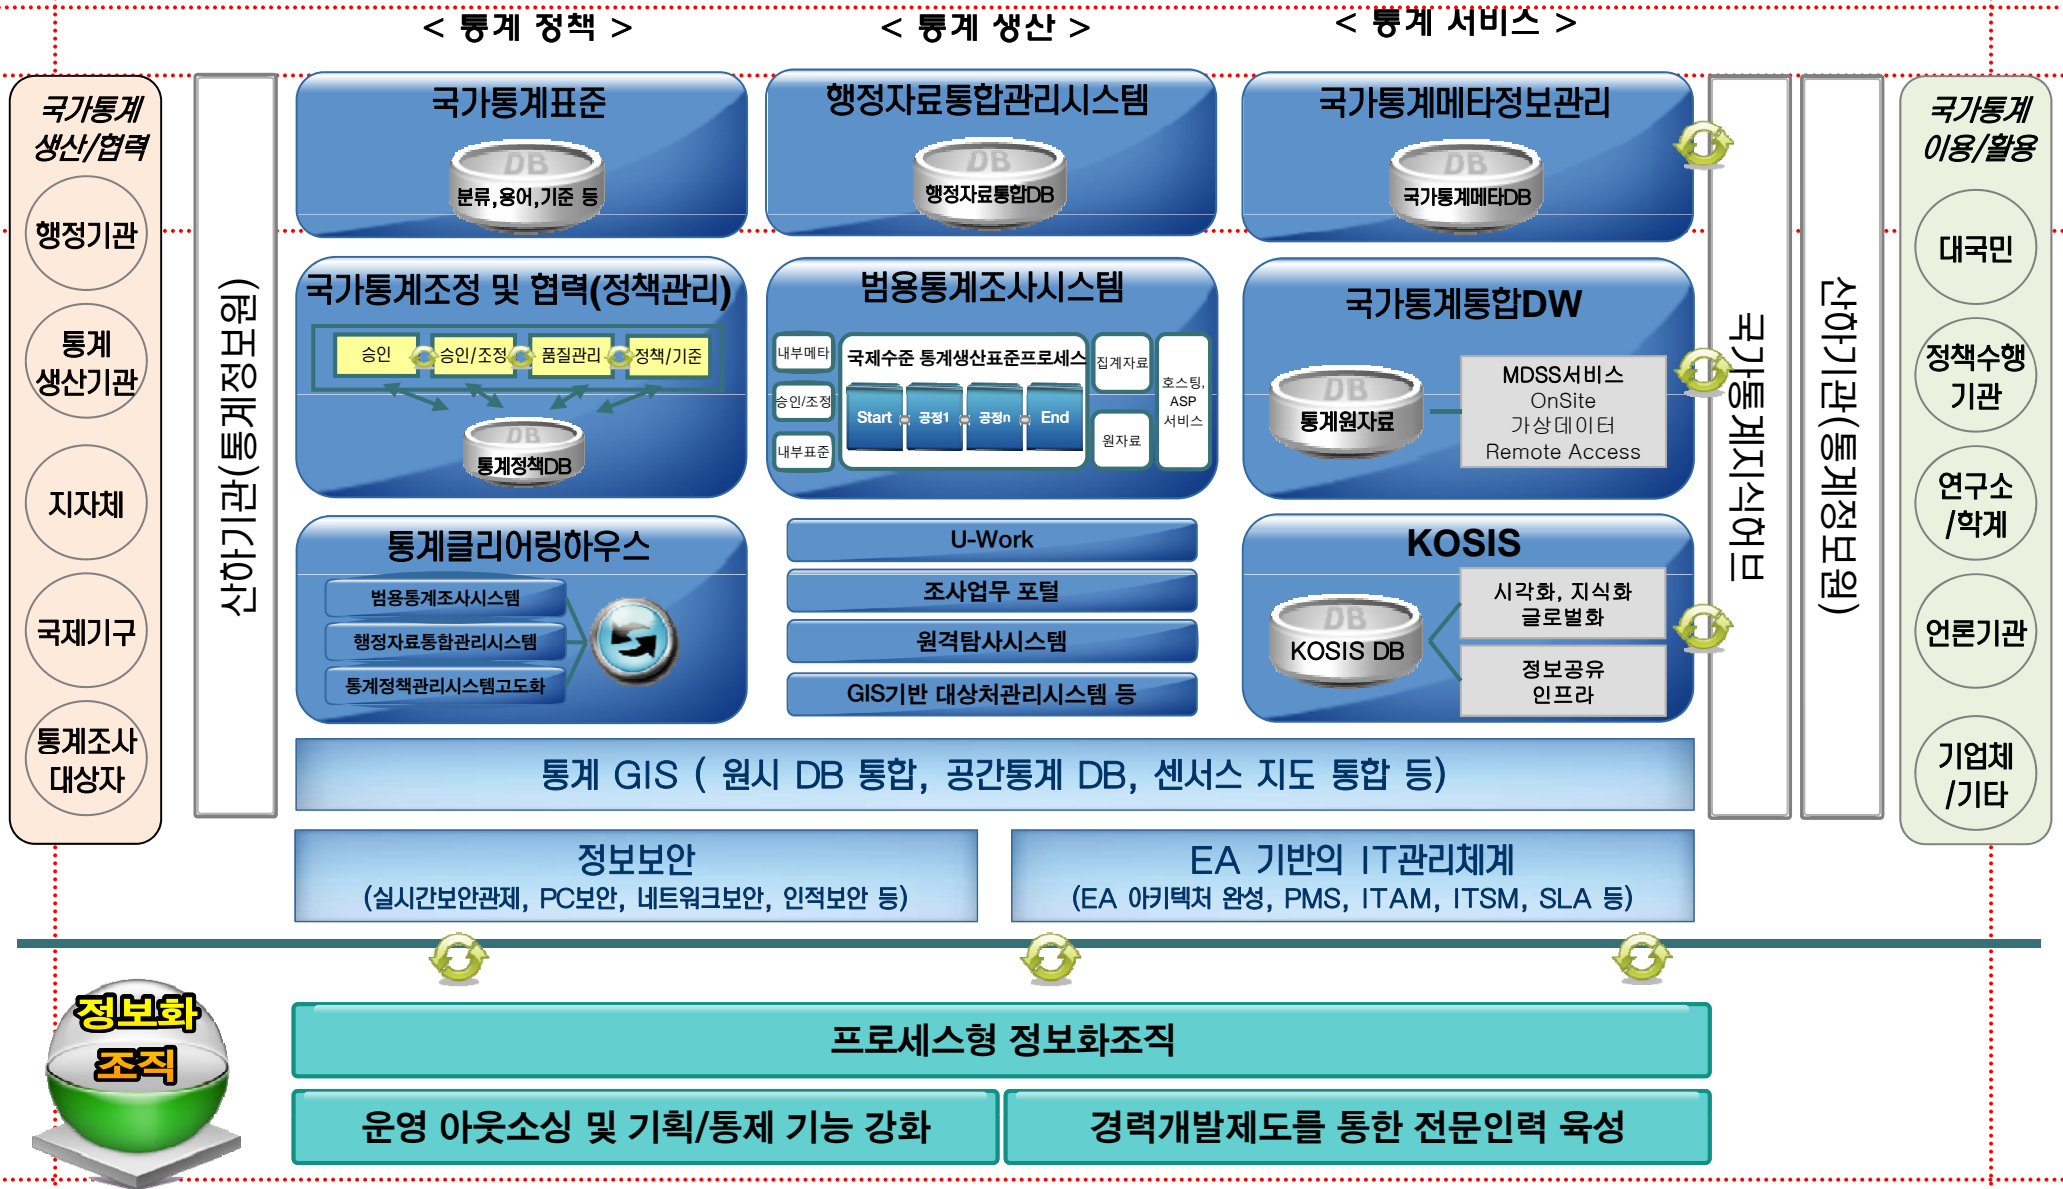 < 통계 정책 >
< 통계 생산 >
< 통계 서비스 >
국가통계
생산/협력
행정기관
통계
생산기관
지자체
국제기구
통계조사
대상자
산하기관(통계정보원)
국가통계표준
DB
분류,용어,기준 등
국가통계조정 및 협력(정책관리)
승인
승인/조정
품질관리
정책/기준
DB
통계정책DB
통계클리어링하우스
범용통계조사시스템
행정자료통합관리시스템
통계정책관리시스템고도화
행정자료통합관리시스템
DB
행정자료통합DB
범용통계조사시스템
내부메타
승인/조정
내부표준
국제수준 통계생산표준프로세스
Start
공정1
공정n
End
집계자료
원자료
호스팅,
ASP
서비스
U-Work
조사업무 포털
원격탐사시스템
GIS기반 대상처관리시스템 등
국가통계메타정보관리
DB
국가통계메타DB
국가통계통합DW
DB
통계원자료
MDSS서비스
OnSite
가상데이터
Remote Access
KOSIS
DB
KOSIS DB
시각화, 지식화
글로벌화
정보공유
인프라
국가통계지식허브
산하기관(통계정보원)
국가통계
이용/활용
대국민
정책수행
기관
연구소
/학계
언론기관
기업체
/기타
통계 GIS ( 원시 DB 통합, 공간통계 DB, 센서스 지도 통합 등)
정보보안
(실시간보안관제, PC보안, 네트워크보안, 인적보안 등)
EA 기반의 IT관리체계
(EA 아키텍처 완성, PMS, ITAM, ITSM, SLA 등)
정보화
조직
프로세스형 정보화조직
운영 아웃소싱 및 기획/통제 기능 강화
경력개발제도를 통한 전문인력 육성